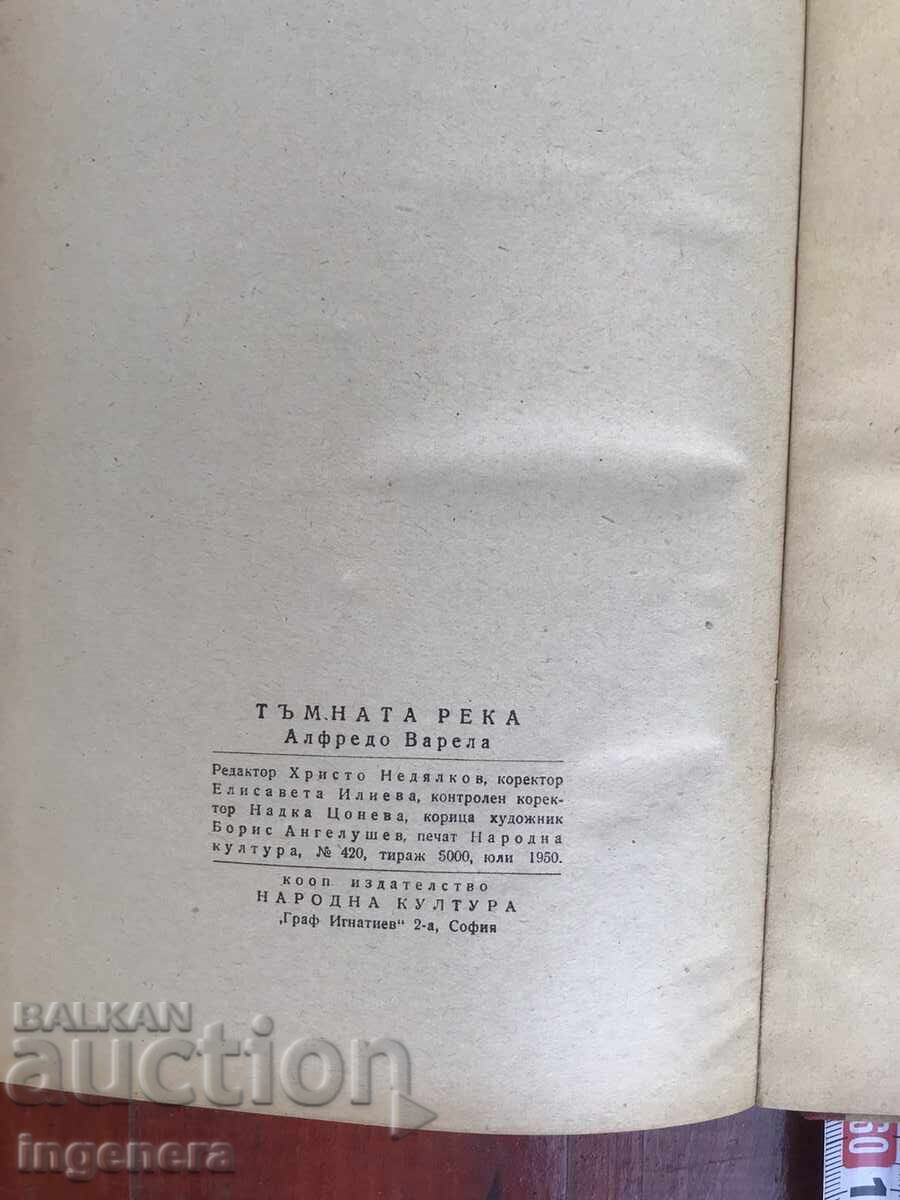 ТЪМНАТА РЕКА
Алфредо Варела
Редактор Христо Недялков, коректор
Елисавета Илиева, контролен корек-
тор Надка Цонева, корица художник
Борис Ангелушев, печат Народна
култура, № 420, тираж 5000, юли 1950.
кооп. издателство
НАРОДНА КУЛТУРА
„Граф Игнатиев“ 2-а, София
BALKAN
auction
ingenera
60
1